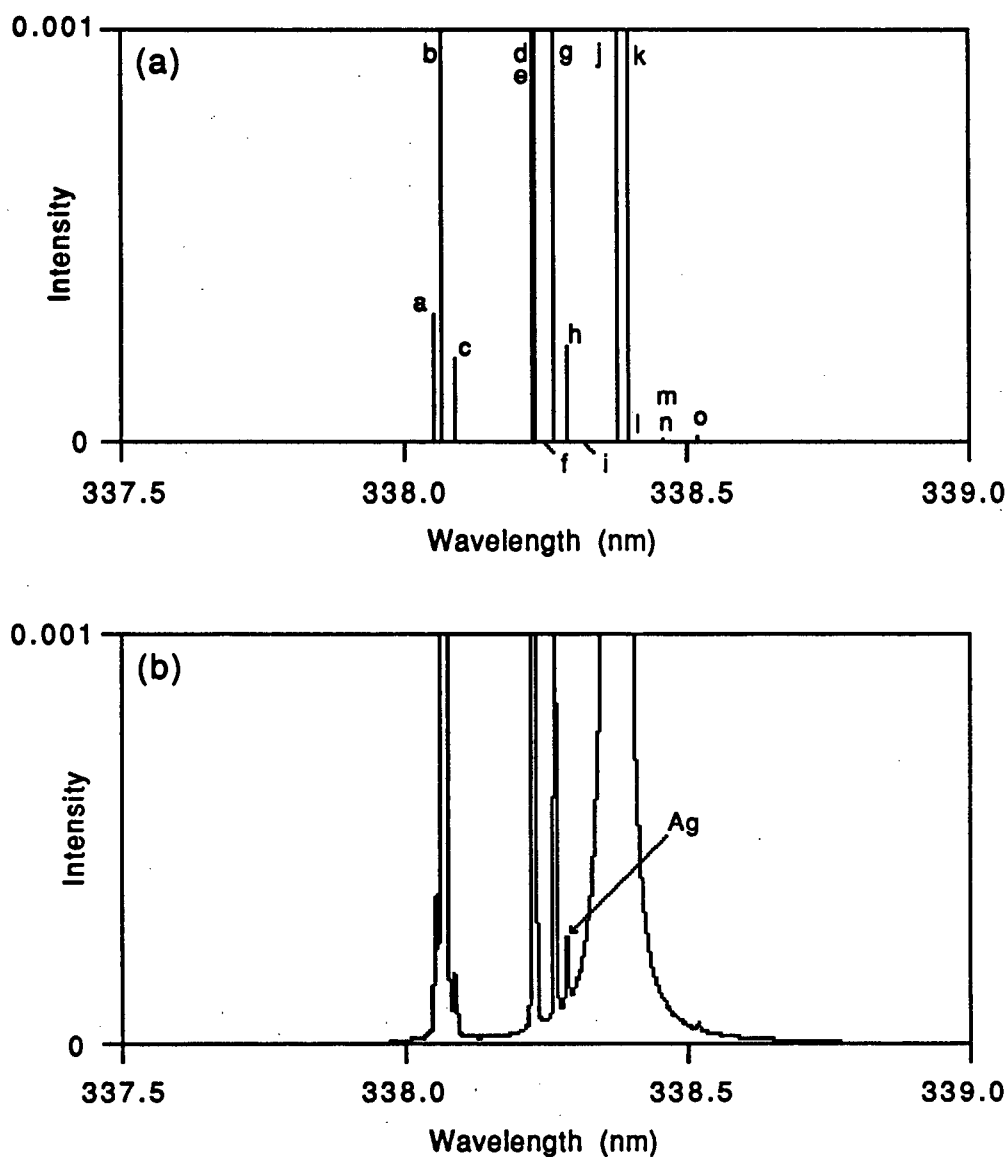 0.001
(a)
b
d
e
g
j
k
a
c
h
m
l
n
o
f
i
Intensity
0
337.5
338.0
338.5
339.0
Wavelength (nm)
0.001
(b)
Ag
Intensity
0
337.5
338.0
338.5
339.0
Wavelength (nm)